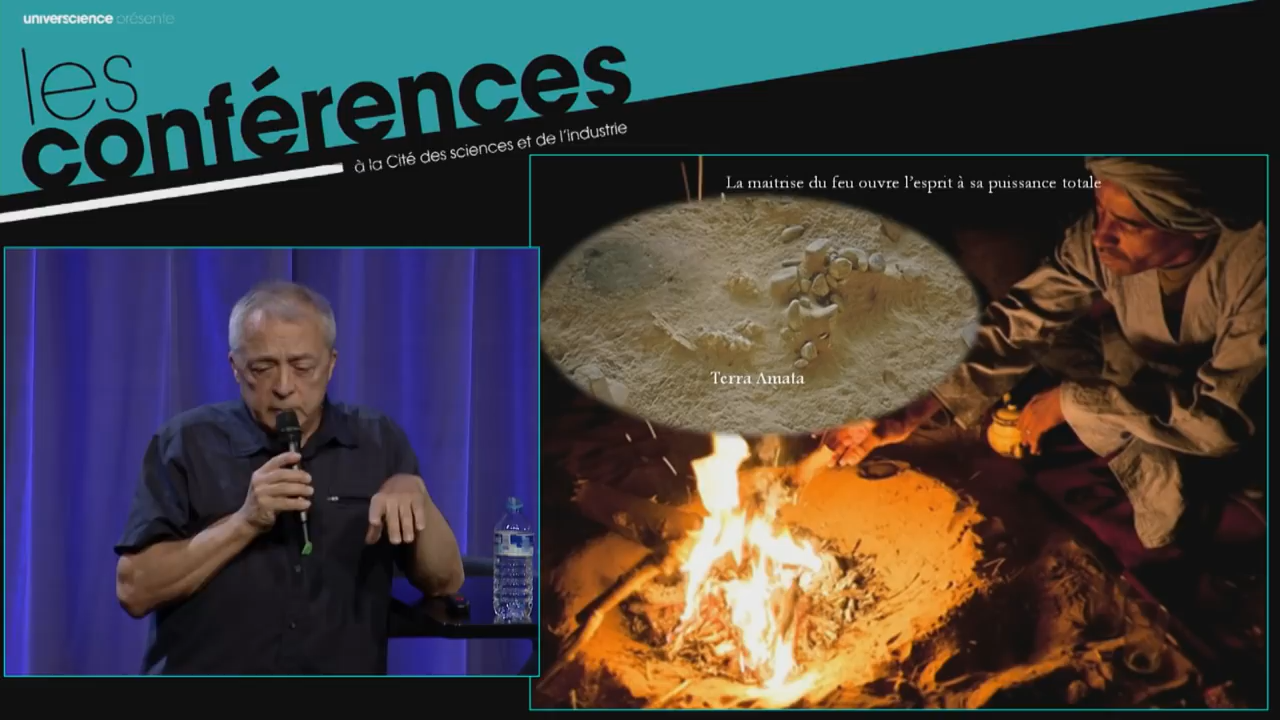 universcience présente
les
conférences
à la Cité des sciences et de l'industrie
La maitrise du feu ouvre l'esprit à sa puissance totale
Terra Amata